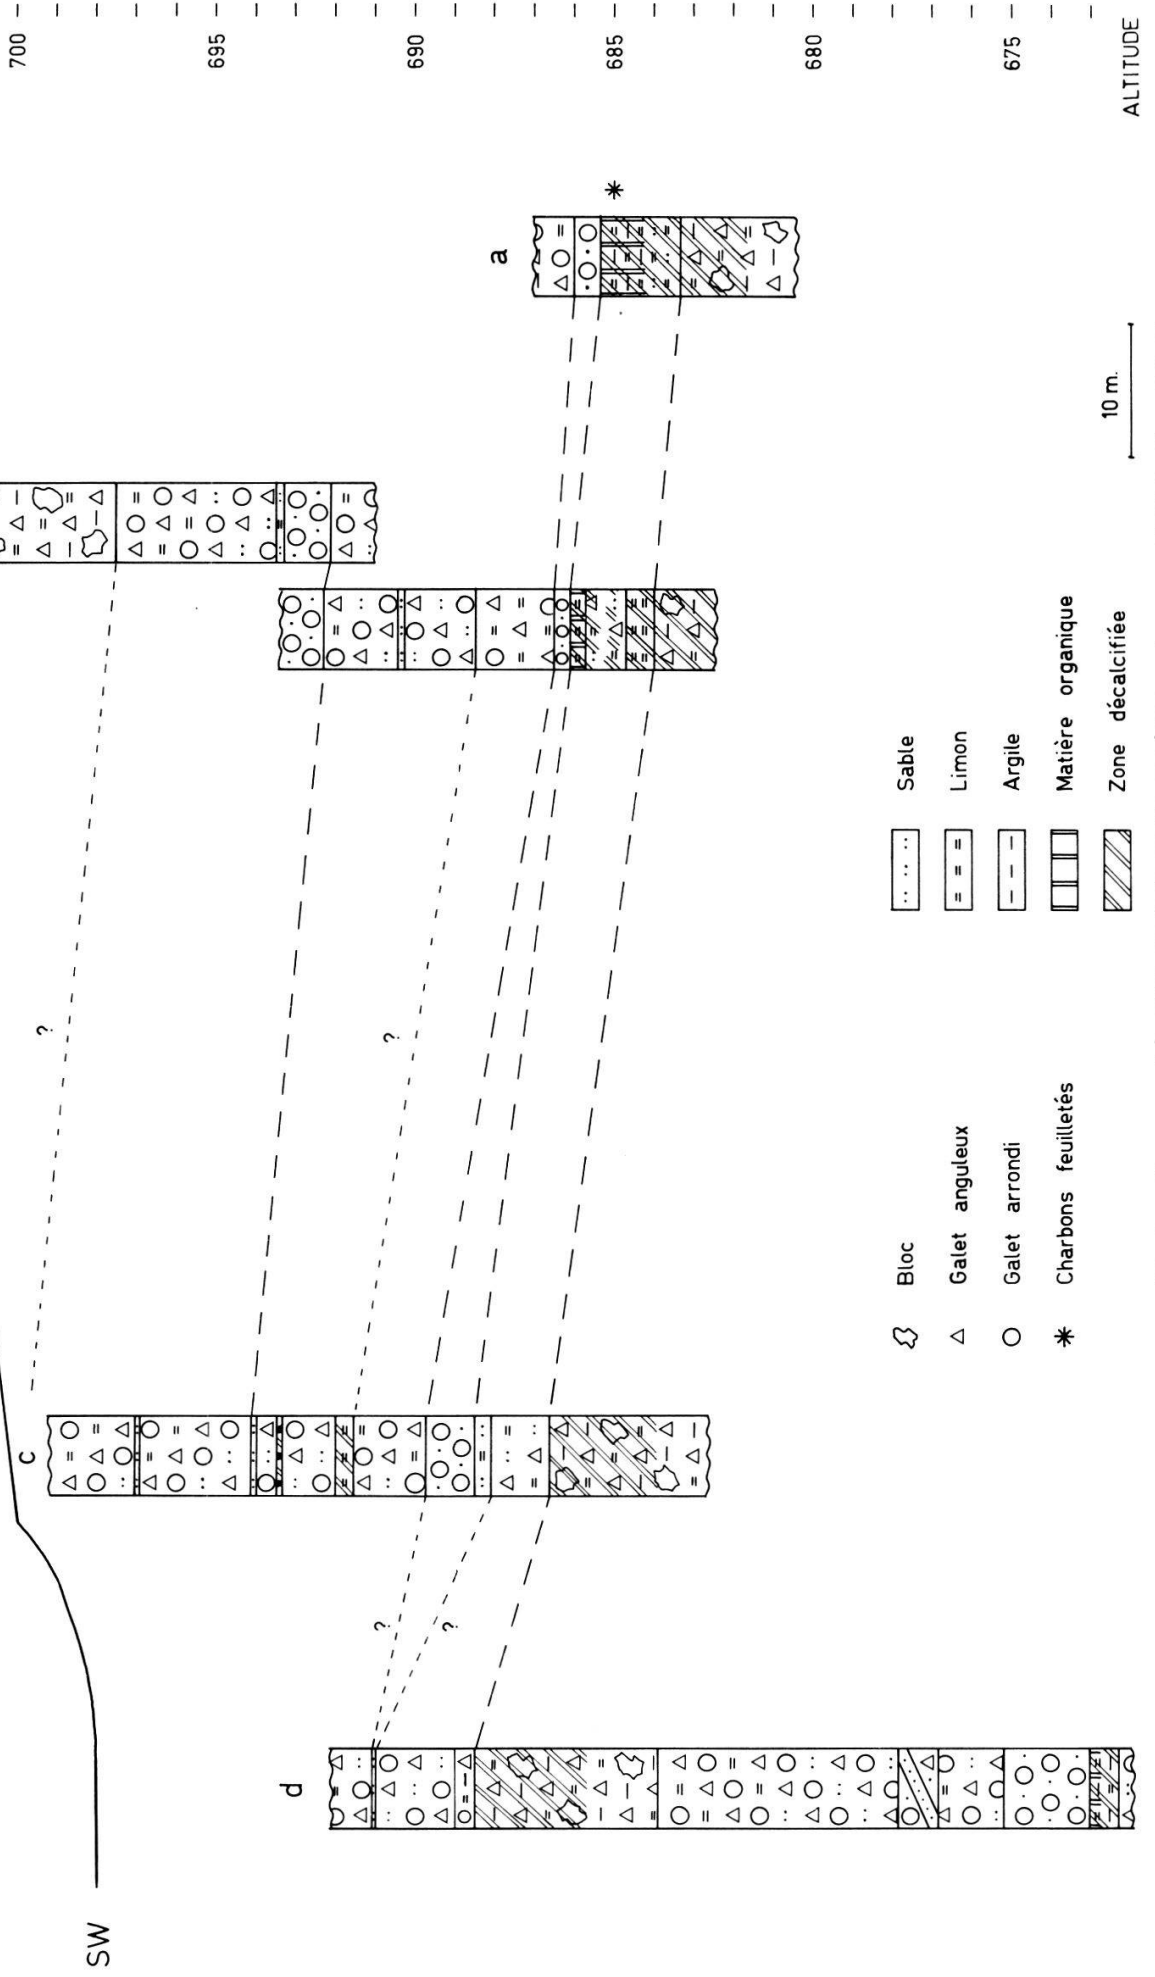 700
695
690
685
680
675
ALTITUDE
a
10 m.
c
d
SW
?
?
?
?
Bloc
Galet anguleux
Galet arrondi
Charbons feuilletés
Sable
Limon
Argile
Matière organique
Zone décalcifiée